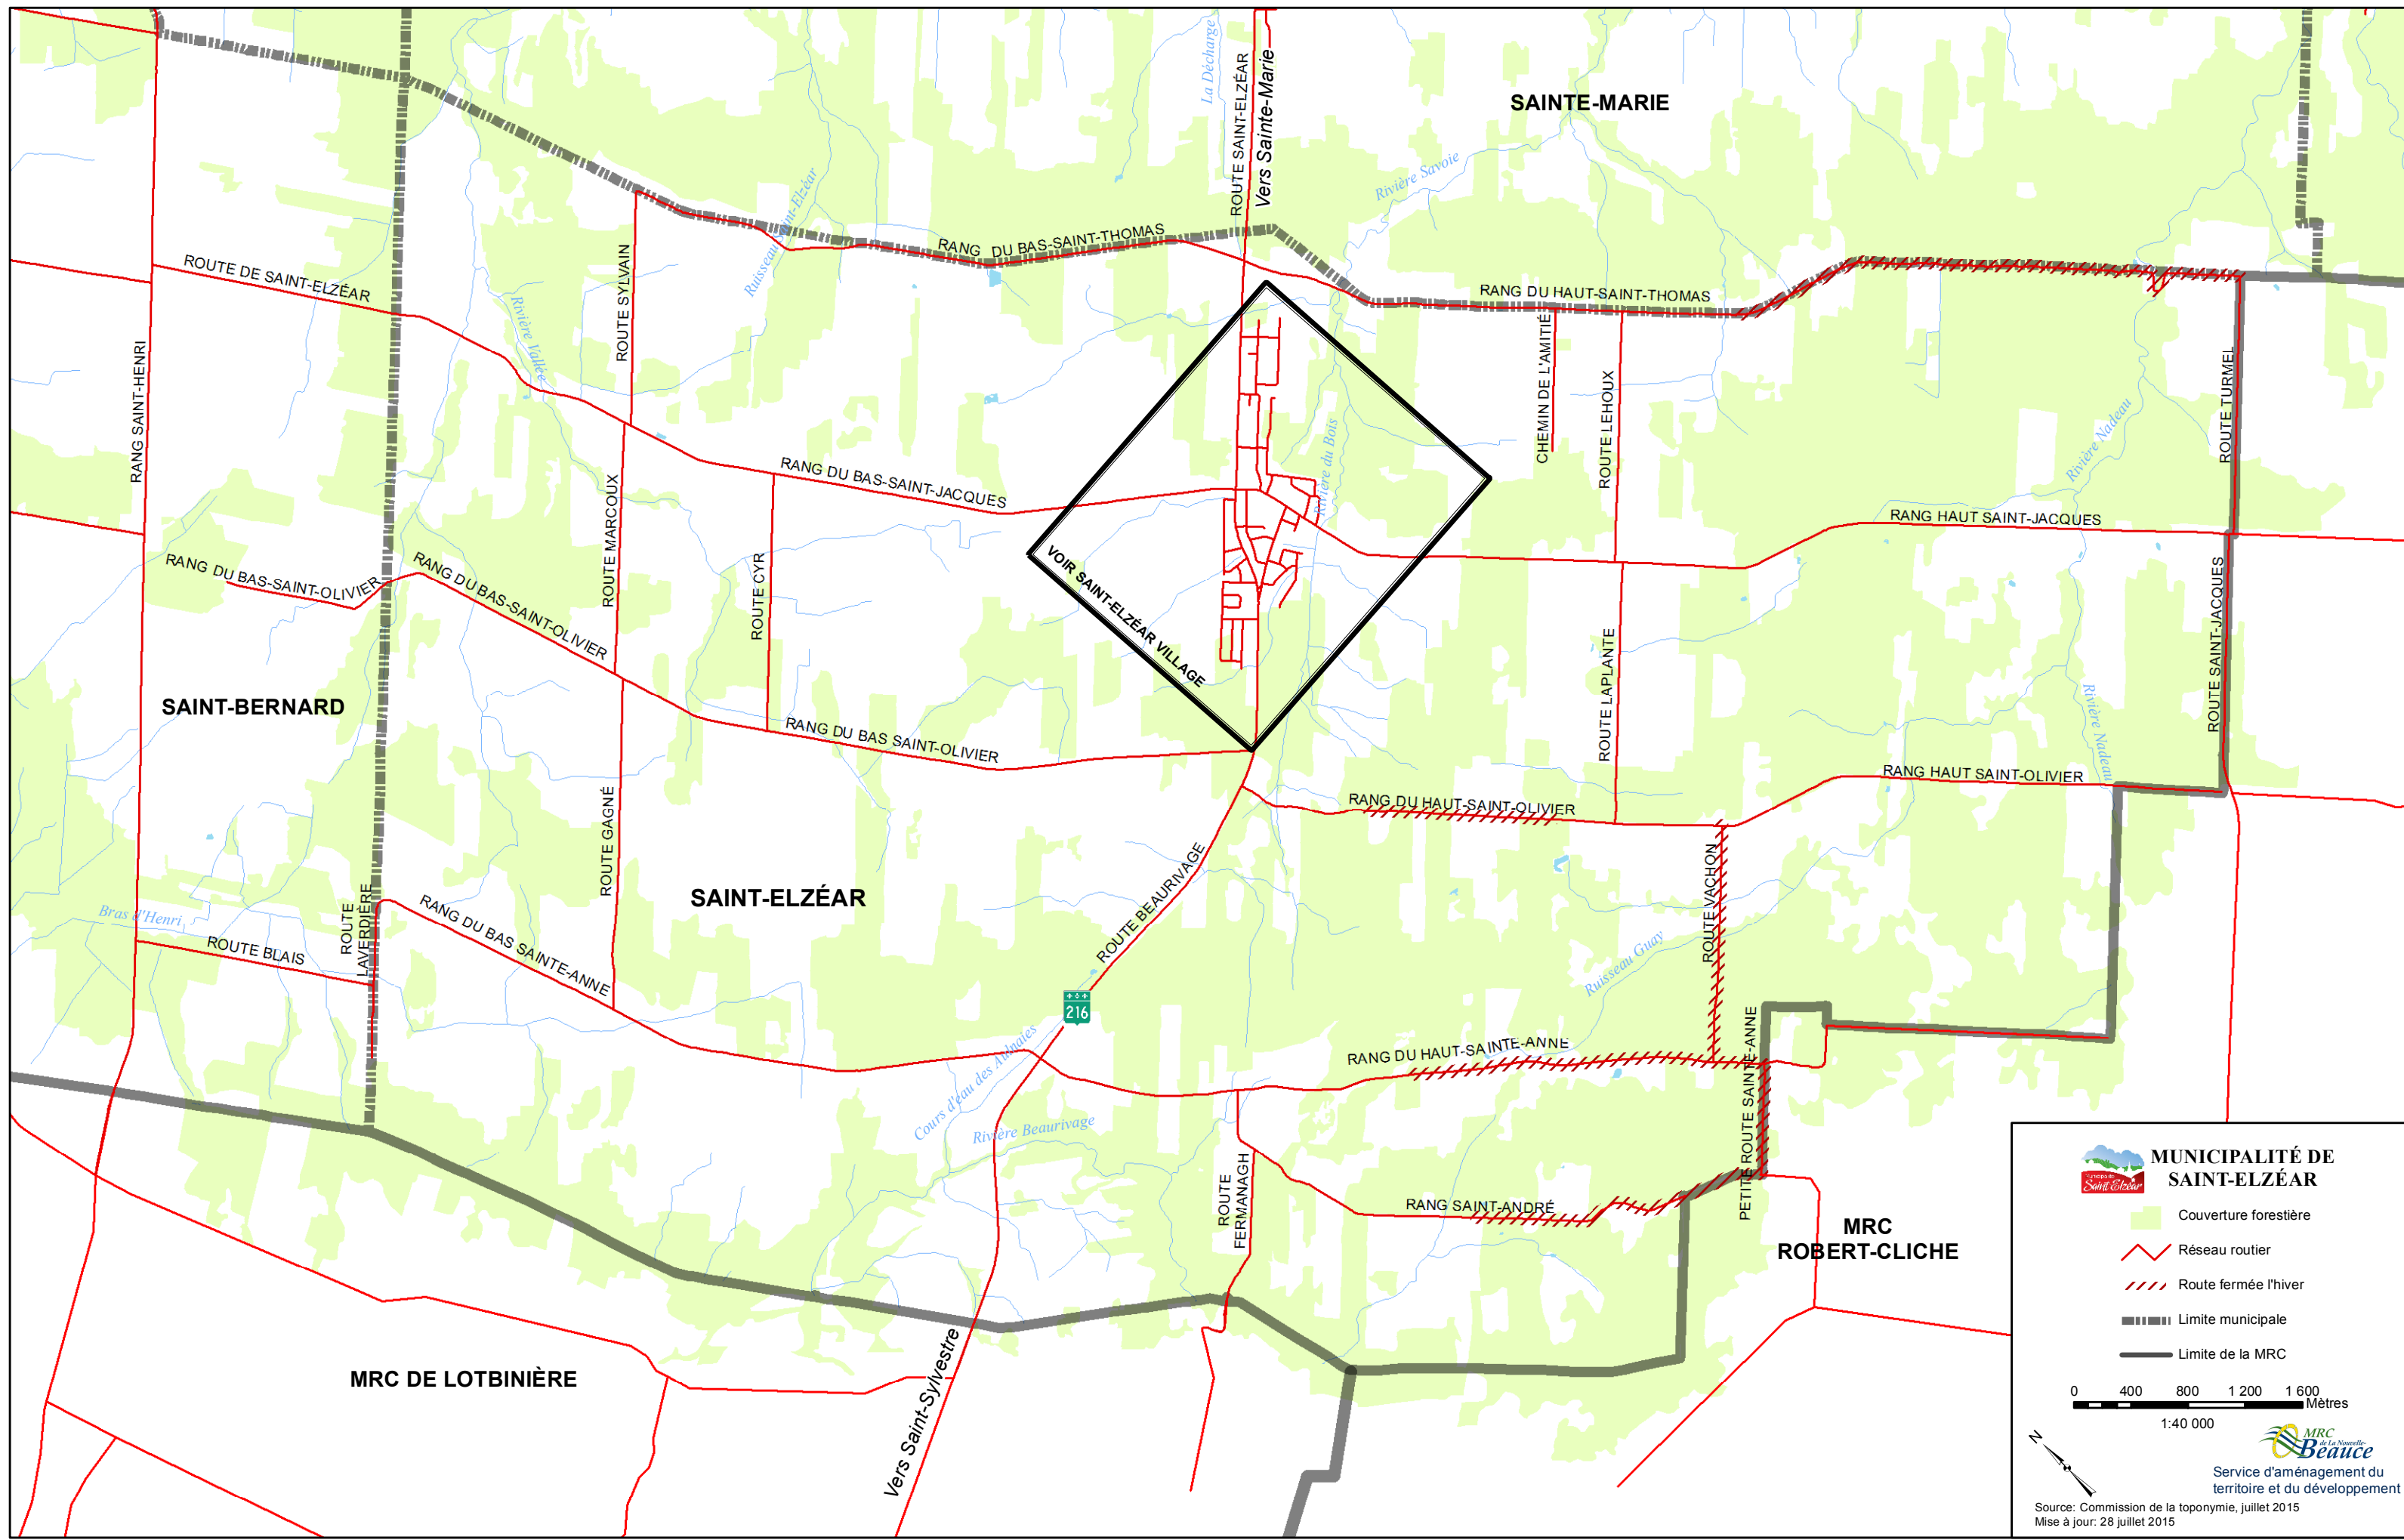 SAINTE-MARIE
La Décharge
ROUTE SAINT-ELZÉAR
Vers Sainte-Marie
Rivière Savoie
Ruisseau Saint-Elzéar
RANG DU BAS-SAINT-THOMAS
ROUTE DE SAINT-ELZÉAR
ROUTE SYLVAIN
Rivière Vallée
RANG DU HAUT-SAINT-THOMAS
CHEMIN DE L'AMITIÉ
ROUTE LEHOUX
ROUTE TURMEL
RANG SAINT-HENRI
Rivière Nadeau
Rivière du Bois
RANG DU BAS-SAINT-JACQUES
ROUTE MARCOUX
RANG HAUT SAINT-JACQUES
RANG DU BAS-SAINT-OLIVIER
RANG DU BAS-SAINT-OLIVIER
ROUTE CYR
VOIR SAINT-ELZÉAR VILLAGE
ROUTE SAINT-JACQUES
ROUTE LAPLANTE
SAINT-BERNARD
Rivière Nadeau
RANG DU BAS SAINT-OLIVIER
RANG HAUT SAINT-OLIVIER
RANG DU HAUT-SAINT-OLIVIER
ROUTE GAGNÉ
SAINT-ELZÉAR
ROUTE BEAURIVAGE
ROUTE VACHON
Bras d'Henri
ROUTE
LAVERDIÈRE
RANG DU BAS SAINTE-ANNE
ROUTE BLAIS
Ruisseau Guay
216
Cours d'eau des Aulnaies
RANG DU HAUT-SAINTE-ANNE
PETITE ROUTE SAINTE-ANNE
Rivière Beaurivage
ROUTE
FERMANAGH
RANG SAINT-ANDRÉ
MRC
ROBERT-CLICHE
MRC DE LOTBINIÈRE
Vers Saint-Sylvestre
MUNICIPALITÉ DE
SAINT-ELZÉAR
Saint-Elzéar
Couverture forestière
Réseau routier
Route fermée l'hiver
Limite municipale
Limite de la MRC
0 400 800 1 200 1 600
Mètres
1:40 000
N
MRC
de La Nouvelle-
Beauce
Service d'aménagement du
territoire et du développement
Source: Commission de la toponymie, juillet 2015
Mise à jour: 28 juillet 2015